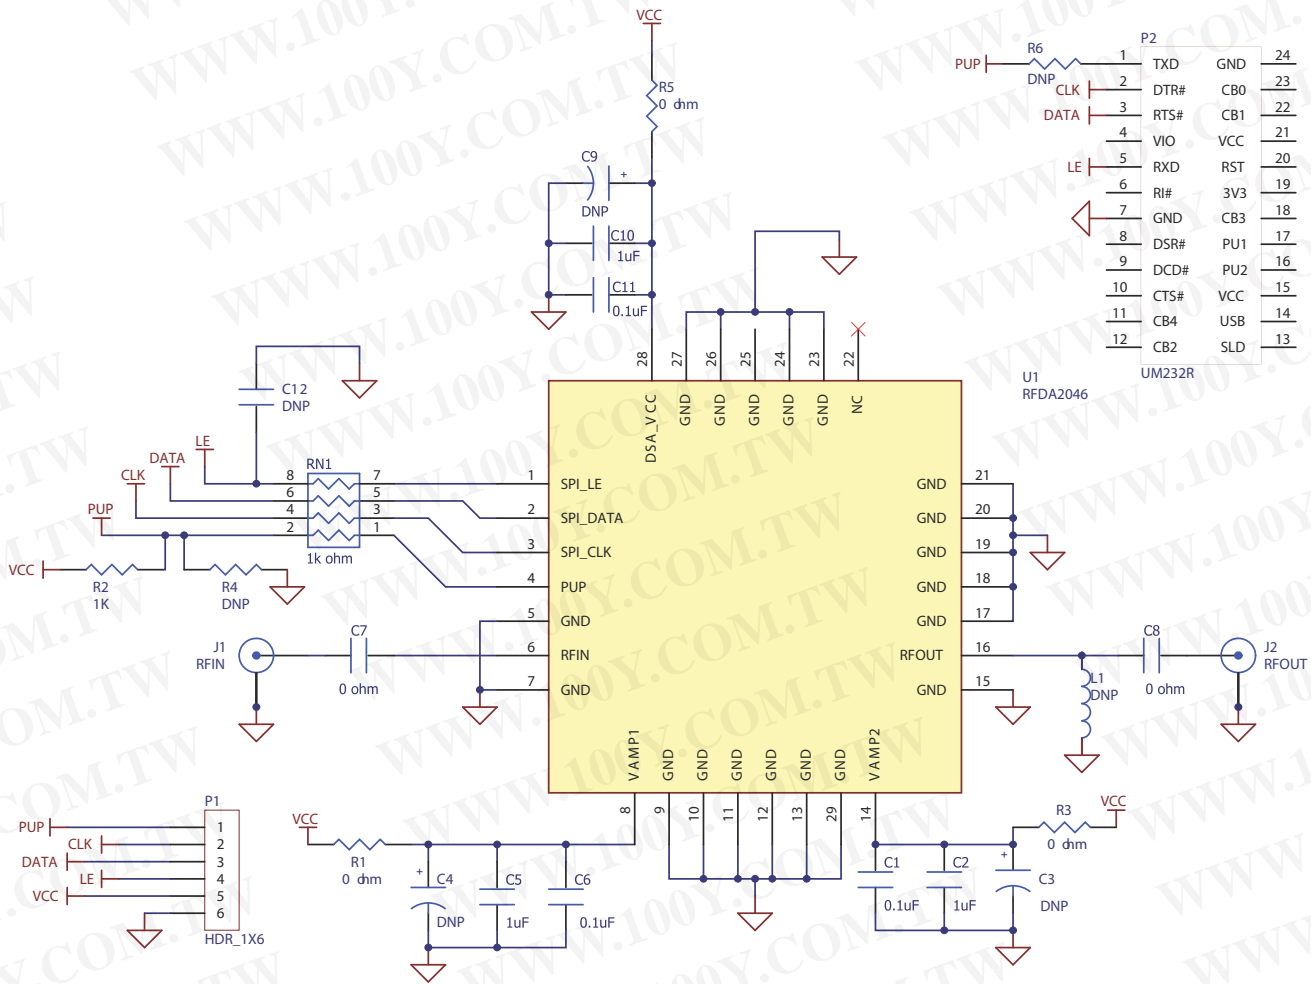 VCC
R5
0 ohm
C9
+
DNP
C10
1uF
C11
0.1uF
P2
PUP
R6
DNP
CLK
DATA
LE
1 TXD GND 24
2 DTR# CB0 23
3 RTS# CB1 22
4 VIO VCC 21
5 RXD RST 20
6 RI# 3V3 19
7 GND CB3 18
8 DSR# PU1 17
9 DCD# PU2 16
10 CTS# VCC 15
11 CB4 USB 14
12 CB2 SLD 13
UM232R
U1
RFDA2046
28 27 26 25 24 23 22
DSA_VCC GND GND GND GND GND NC
C12
DNP
LE
DATA
CLK
PUP
RN1
8 7
6 5
4 3
2 1
1k ohm
VCC
R2
1K
R4
DNP
1 SPI_LE
2 SPI_DATA
3 SPI_CLK
4 PUP
5 GND
6 RFIN
7 GND
GND 21
GND 20
GND 19
GND 18
GND 17
RFOUT 16
GND 15
J1
RFIN
C7
0 ohm
C8
0 ohm
J2
RFOUT
L1
DNP
VAMP1 GND GND GND GND GND GND VAMP2
8 9 10 11 12 13 29 14
P1
PUP 1
CLK 2
DATA 3
LE 4
VCC 5
6
HDR_1X6
VCC
R1
0 ohm
+
C4
DNP
C5
1uF
C6
0.1uF
C1
0.1uF
C2
1uF
+
C3
DNP
R3
0 ohm
VCC
WWW.100Y.COM.TW